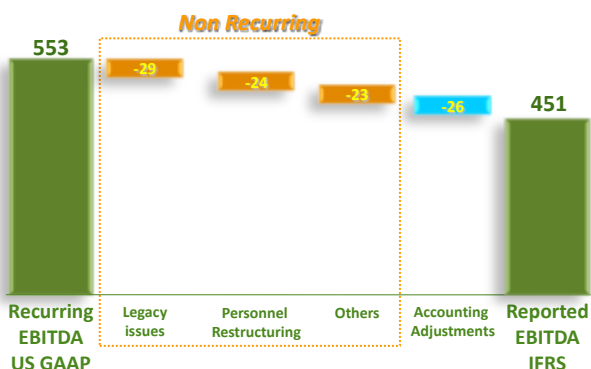 Non Recurring
553
-29
-24
-23
-26
451
Recurring
EBITDA
US GAAP
Legacy
issues
Personnel
Restructuring
Others
Accounting
Adjustments
Reported
EBITDA
IFRS